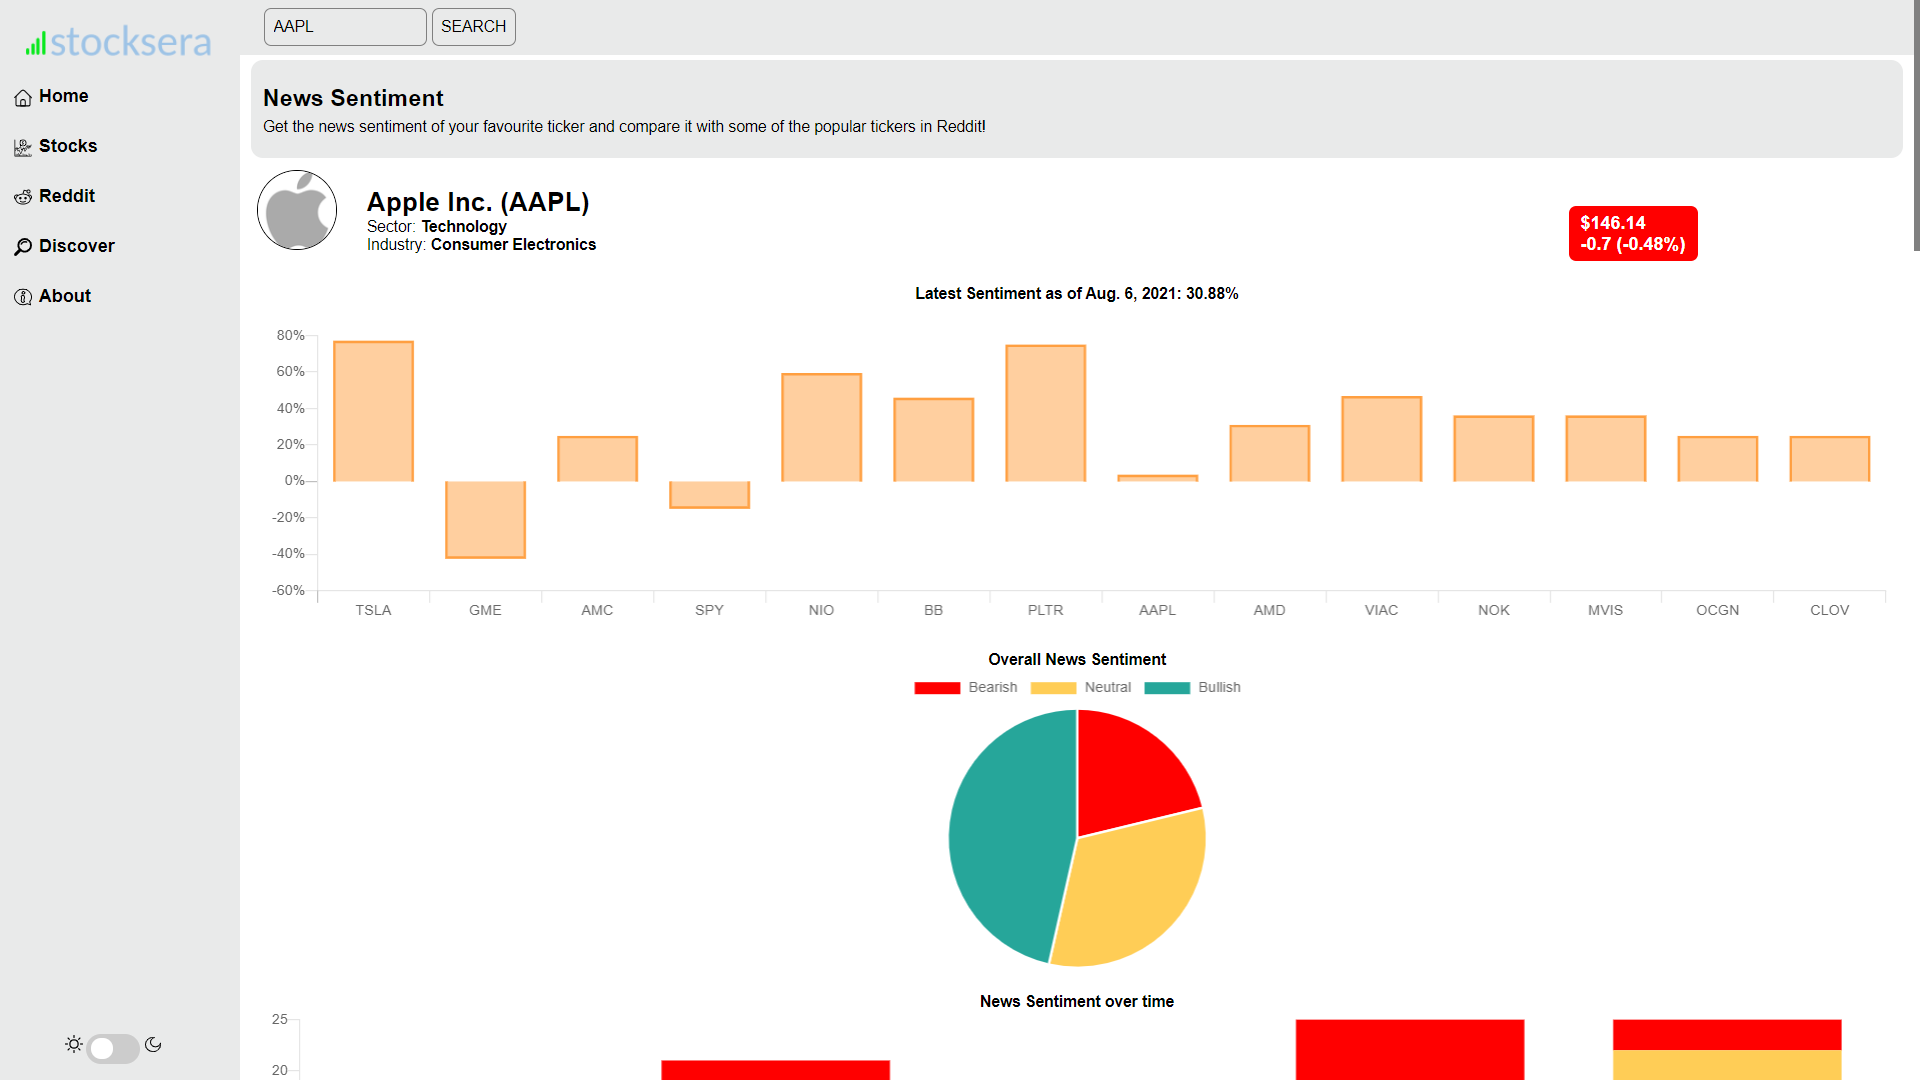 stocksera
AAPL
SEARCH
Home
Stocks
Reddit
Discover
About
News Sentiment
Get the news sentiment of your favourite ticker and compare it with some of the popular tickers in Reddit!
Apple Inc. (AAPL)
Sector: Technology
Industry: Consumer Electronics
$146.14
-0.7 (-0.48%)
Latest Sentiment as of Aug. 6, 2021: 30.88%
80%
60%
40%
20%
0%
-20%
-40%
-60%
TSLA GME AMC SPY NIO BB PLTR AAPL AMD VIAC NOK MVIS OCGN CLOV
Overall News Sentiment
Bearish Neutral Bullish
News Sentiment over time
25
20